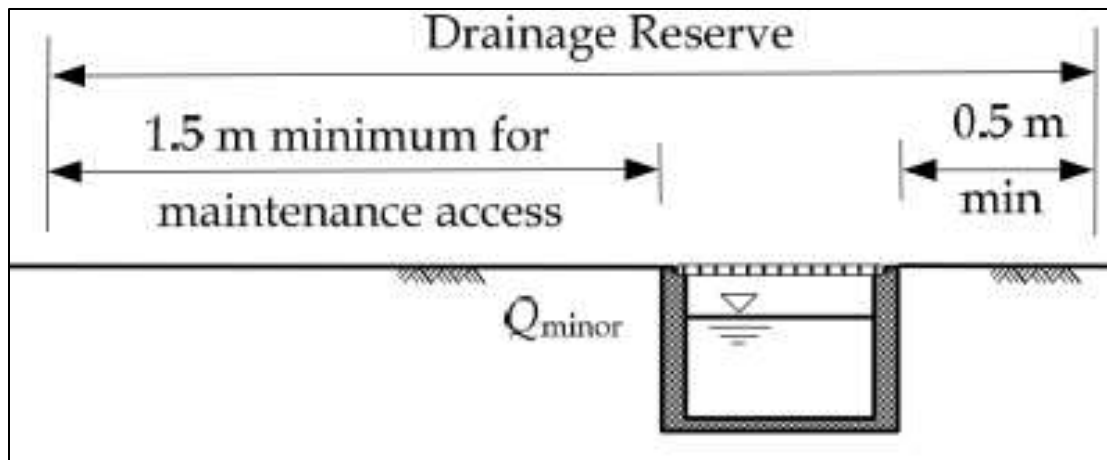 Drainage Reserve
1.5 m minimum for
maintenance access
0.5 m
min
Qminor